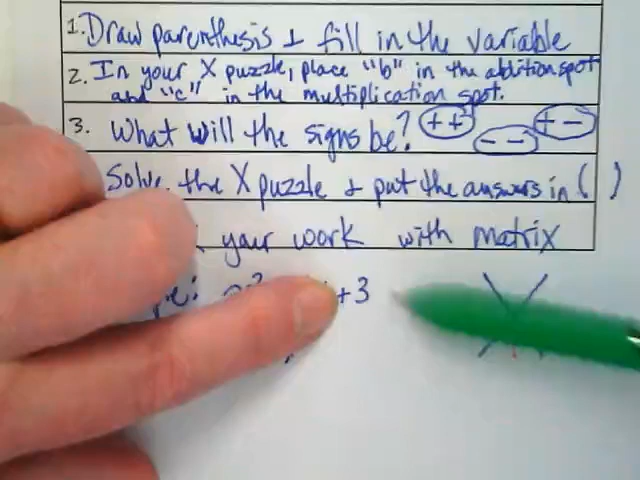 1. Draw parenthesis + fill in the variable
2. In your X puzzle, place "b" in the addition spot
and "c" in the multiplication spot.
3. What will the signs be? ++ -- +-
Solve the X puzzle + put the answers in ( )
your work with matrix
+3